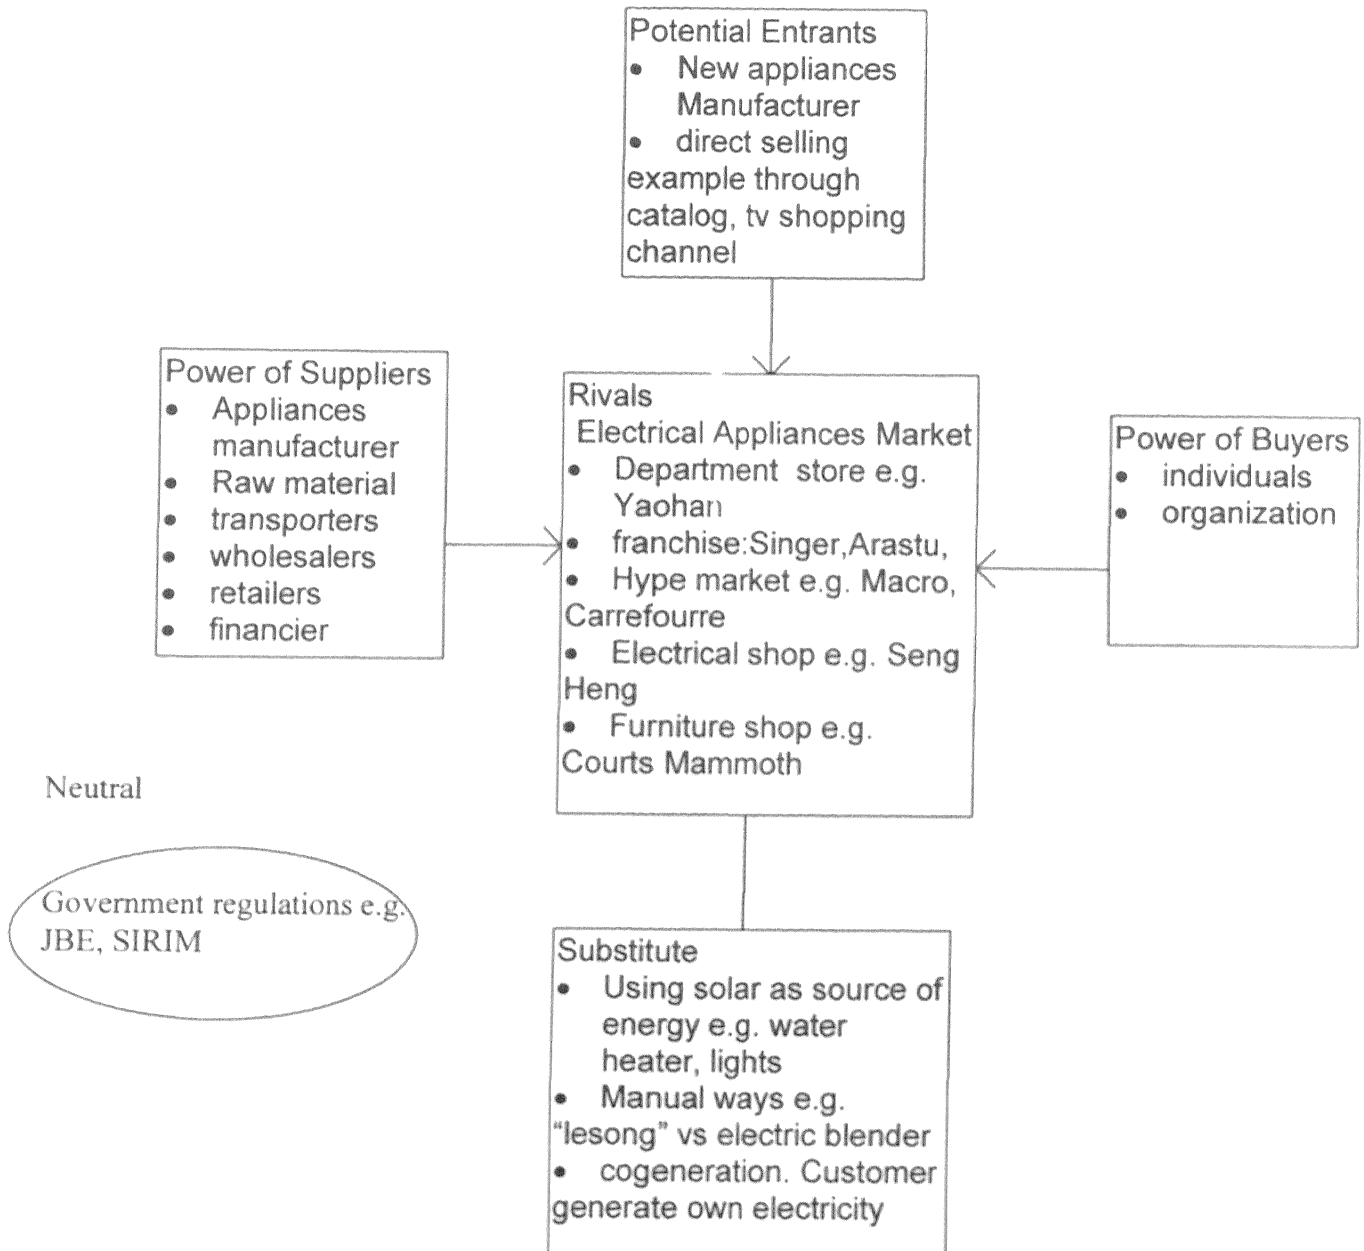 Potential Entrants
• New appliances
Manufacturer
• direct selling
example through
catalog, tv shopping
channel
Power of Suppliers
• Appliances
manufacturer
• Raw material
• transporters
• wholesalers
• retailers
• financier
Rivals
Electrical Appliances Market
• Department store e.g.
Yaohan
• franchise:Singer,Arastu,
• Hype market e.g. Macro,
Carrefourre
• Electrical shop e.g. Seng
Heng
• Furniture shop e.g.
Courts Mammoth
Power of Buyers
• individuals
• organization
Neutral
Government regulations e.g.
JBE, SIRIM
Substitute
• Using solar as source of
energy e.g. water
heater, lights
• Manual ways e.g.
“lesong” vs electric blender
• cogeneration. Customer
generate own electricity